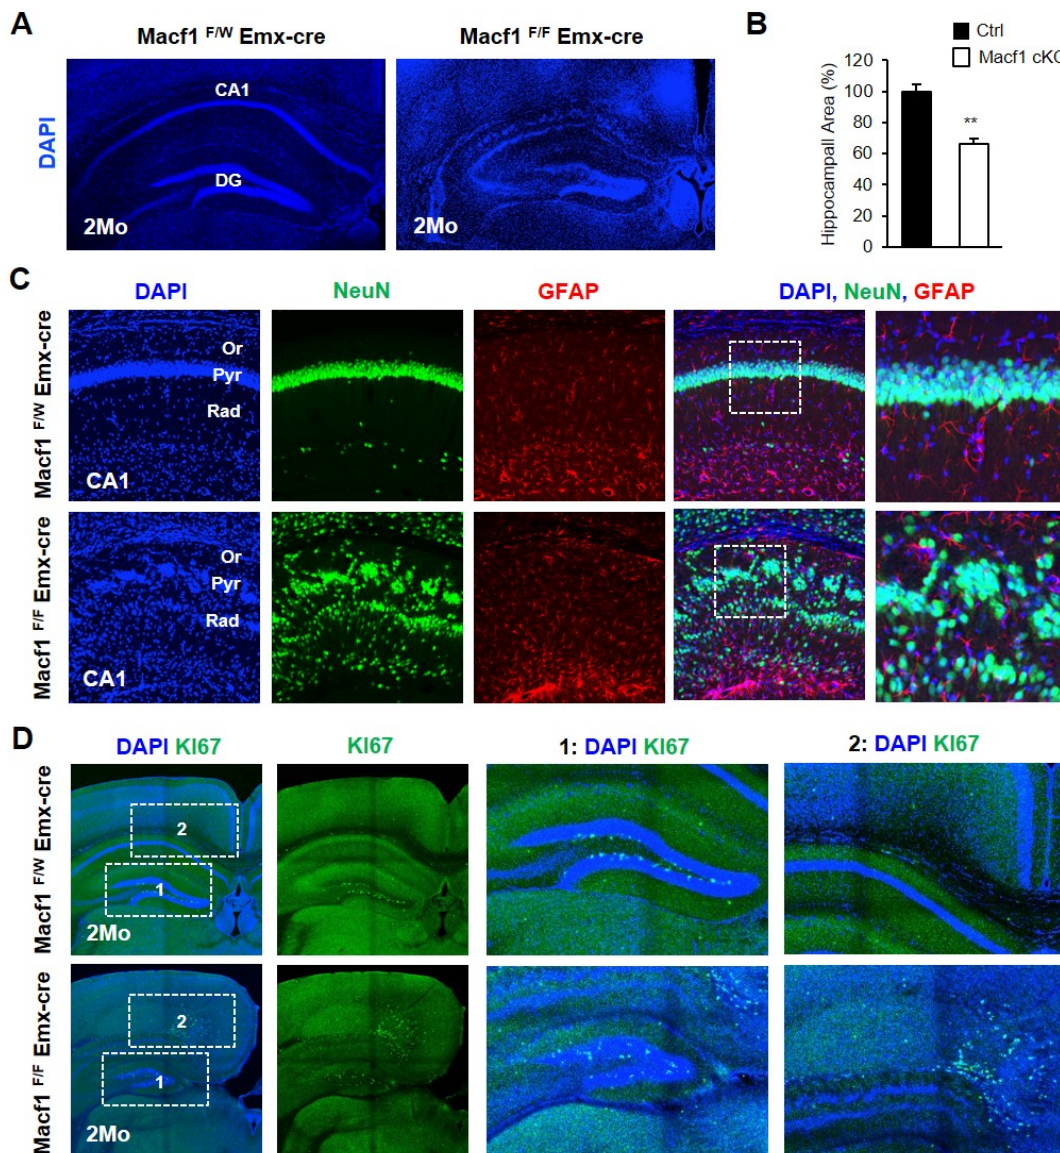 A
Macf1 F/W Emx-cre
Macf1 F/F Emx-cre
DAPI
CA1
DG
2Mo
2Mo
B
Ctrl
Macf1 cKO
Hippocampall Area (%)
120
100
80
60
40
20
0
**
C
DAPI
NeuN
GFAP
DAPI, NeuN, GFAP
Macf1 F/W Emx-cre
Or
Pyr
Rad
CA1
Macf1 F/F Emx-cre
Or
Pyr
Rad
CA1
D
DAPI KI67
KI67
1: DAPI KI67
2: DAPI KI67
Macf1 F/W Emx-cre
2
1
2Mo
Macf1 F/F Emx-cre
2
1
2Mo